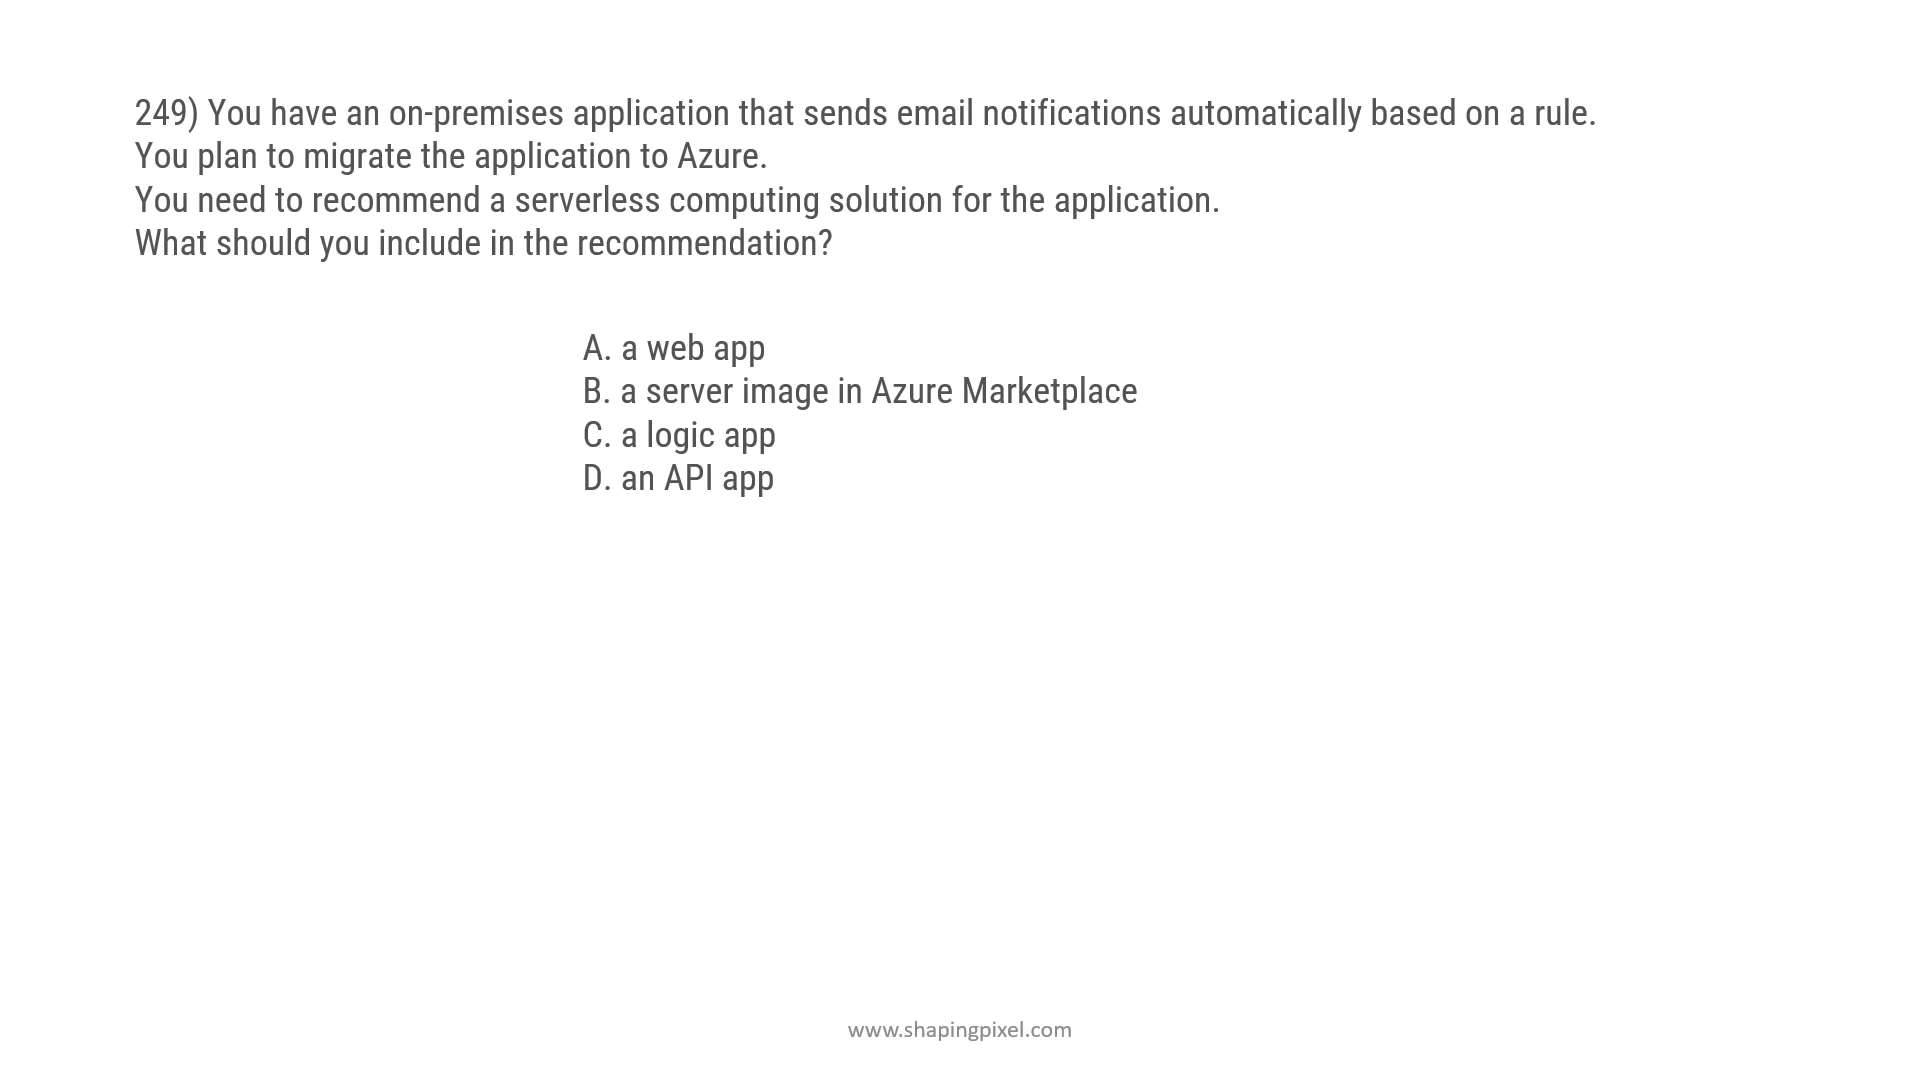 249) You have an on-premises application that sends email notifications automatically based on a rule.
You plan to migrate the application to Azure.
You need to recommend a serverless computing solution for the application.
What should you include in the recommendation?
A. a web app
B. a server image in Azure Marketplace
C. a logic app
D. an API app
www.shapingpixel.com